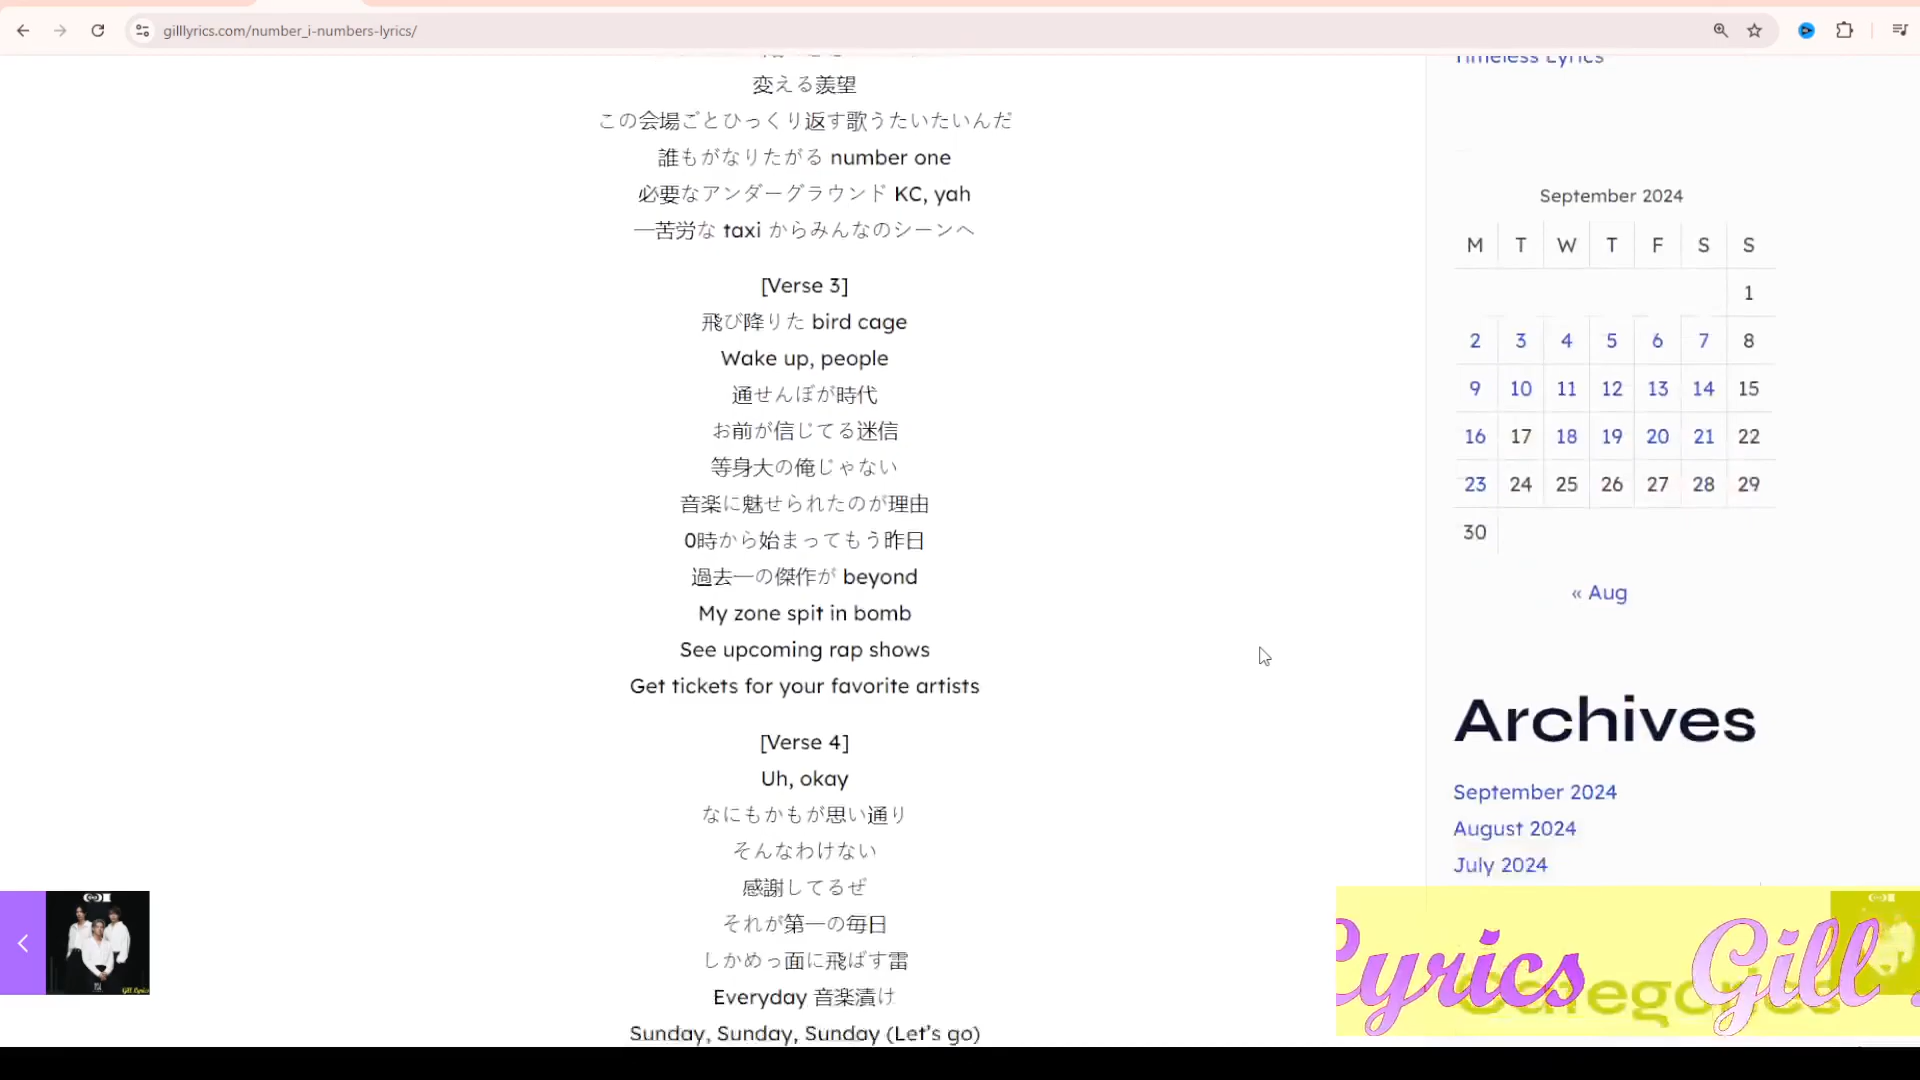 gilllyrics.com/number_i-numbers-lyrics/
変える羨望
この会場ごとひっくり返す歌うたいたいんだ
誰もがなりたがる number one
必要なアンダーグラウンド KC, yah
一苦労な taxi からみんなのシーンへ
[Verse 3]
飛び降りた bird cage
Wake up, people
通せんぼが時代
お前が信じてる迷信
等身大の俺じゃない
音楽に魅せられたのが理由
0時から始まってもう昨日
過去一の傑作が beyond
My zone spit in bomb
See upcoming rap shows
Get tickets for your favorite artists
[Verse 4]
Uh, okay
なにもかもが思い通り
そんなわけない
感謝してるぜ
それが第一の毎日
しかめっ面に飛ばす雷
Everyday 音楽漬け
Sunday, Sunday, Sunday (Let's go)
Timeless Lyrics
September 2024
M T W T F S S
1
2 3 4 5 6 7 8
9 10 11 12 13 14 15
16 17 18 19 20 21 22
23 24 25 26 27 28 29
30
« Aug
Archives
September 2024
August 2024
July 2024
Lyrics Gill
Categories
Gill Lyrics